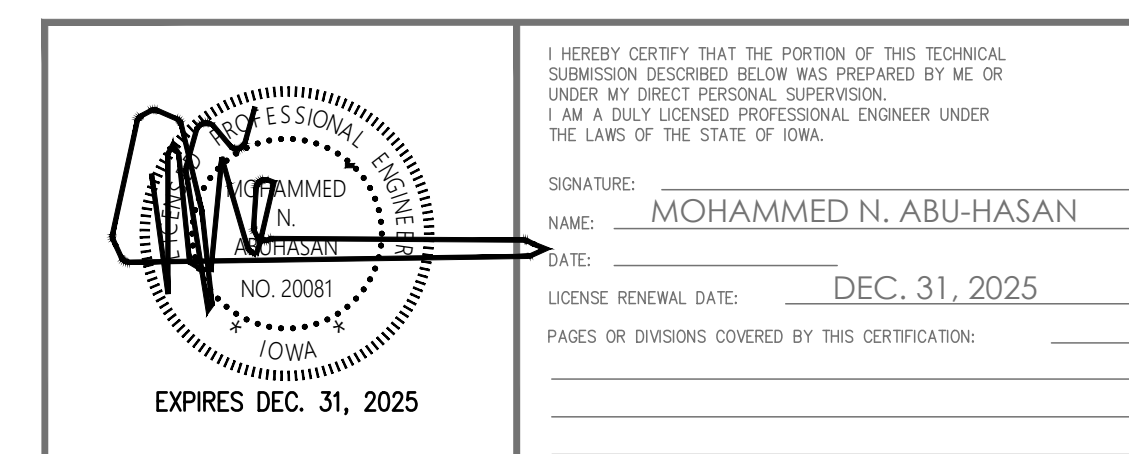 LICENSED PROFESSIONAL ENGINEER
MOHAMMED
N.
ABUHASAN
NO. 20081
* IOWA *
EXPIRES DEC. 31, 2025
I HEREBY CERTIFY THAT THE PORTION OF THIS TECHNICAL
SUBMISSION DESCRIBED BELOW WAS PREPARED BY ME OR
UNDER MY DIRECT PERSONAL SUPERVISION.
I AM A DULY LICENSED PROFESSIONAL ENGINEER UNDER
THE LAWS OF THE STATE OF IOWA.
SIGNATURE:
NAME: MOHAMMED N. ABU-HASAN
DATE:
LICENSE RENEWAL DATE: DEC. 31, 2025
PAGES OR DIVISIONS COVERED BY THIS CERTIFICATION: